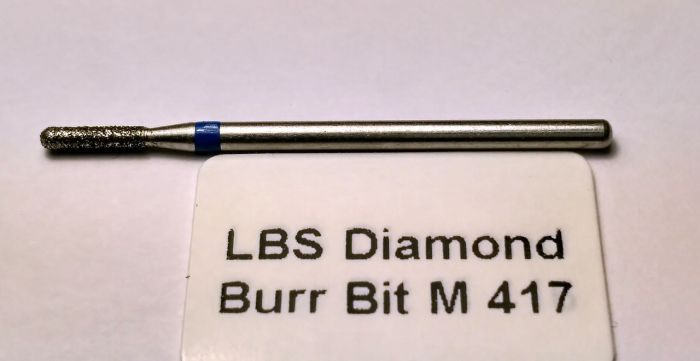 LBS Diamond
Burr Bit M 417